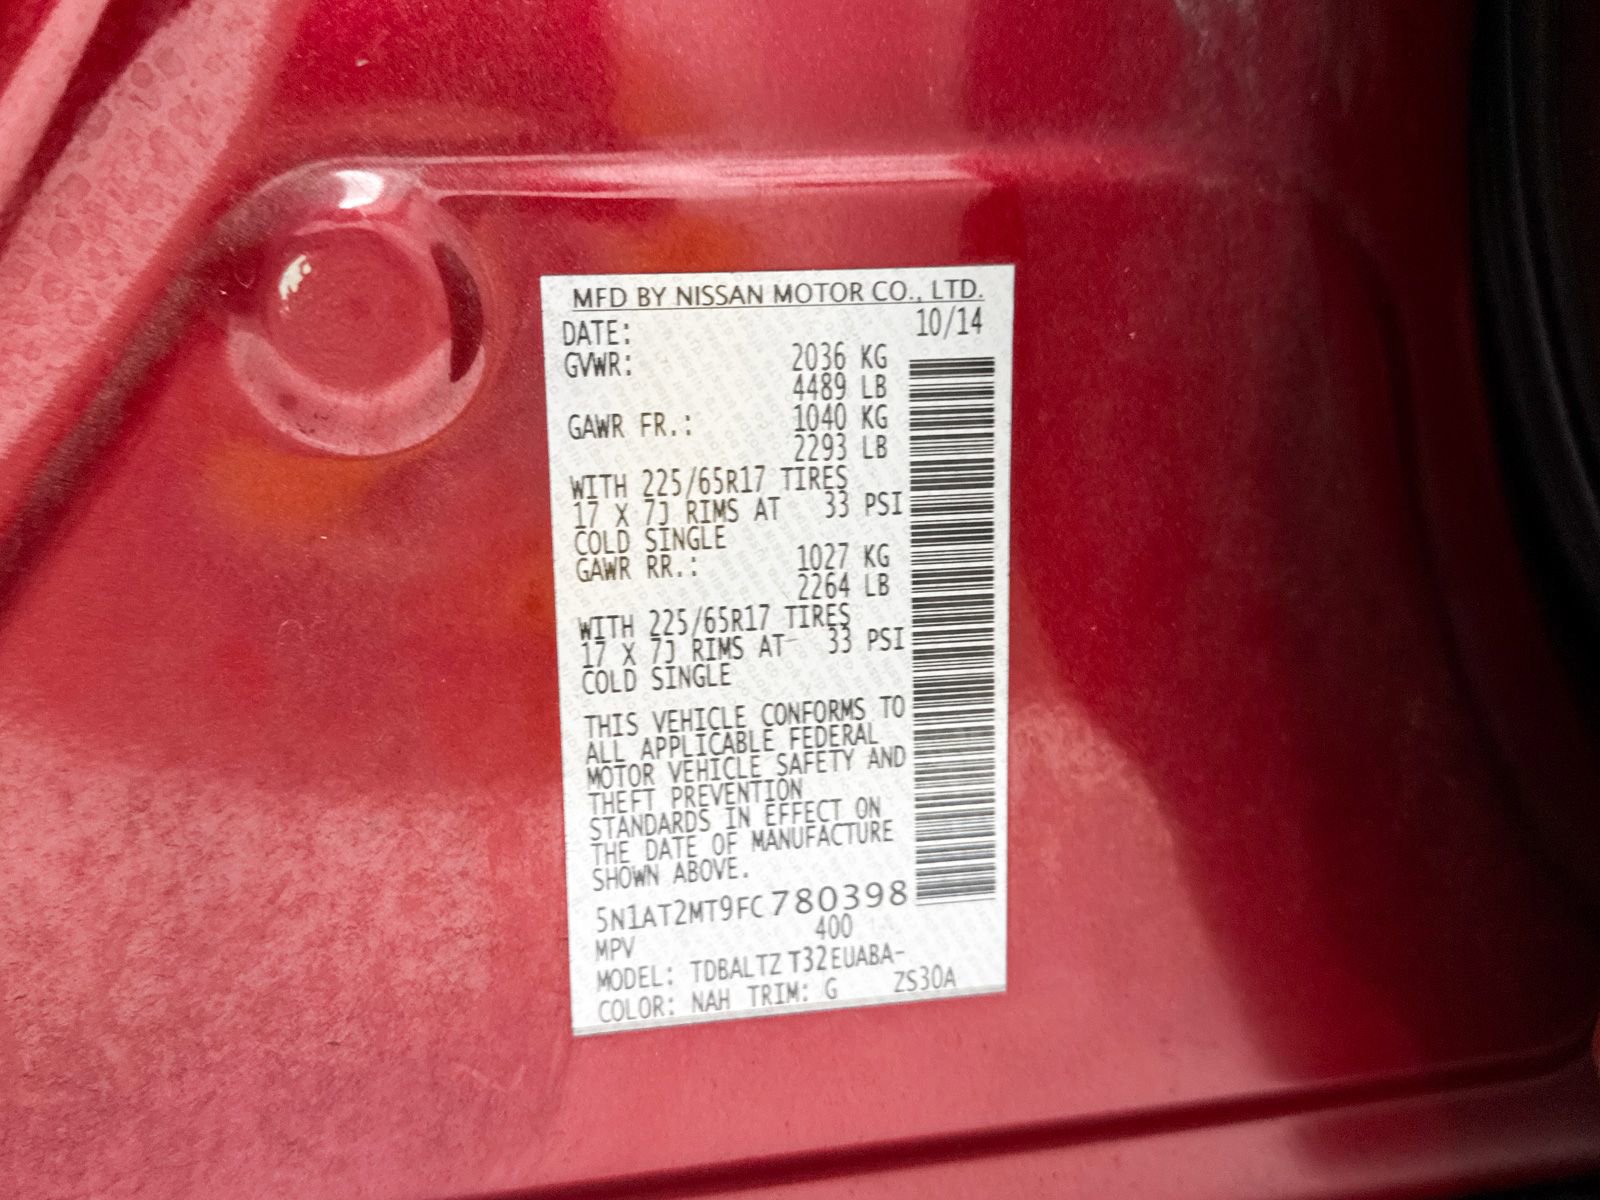 MFD BY NISSAN MOTOR CO., LTD.
DATE: 10/14
GVWR: 2036 KG
4489 LB
GAWR FR.: 1040 KG
2293 LB
WITH 225/65R17 TIRES
17 X 7J RIMS AT 33 PSI
COLD SINGLE
GAWR RR.: 1027 KG
2264 LB
WITH 225/65R17 TIRES
17 X 7J RIMS AT 33 PSI
COLD SINGLE
THIS VEHICLE CONFORMS TO
ALL APPLICABLE FEDERAL
MOTOR VEHICLE SAFETY AND
THEFT PREVENTION
STANDARDS IN EFFECT ON
THE DATE OF MANUFACTURE
SHOWN ABOVE.
5N1AT2MT9FC780398
MPV 400
MODEL: TDBALTZ T32EUABA-
COLOR: NAH TRIM: G ZS30A